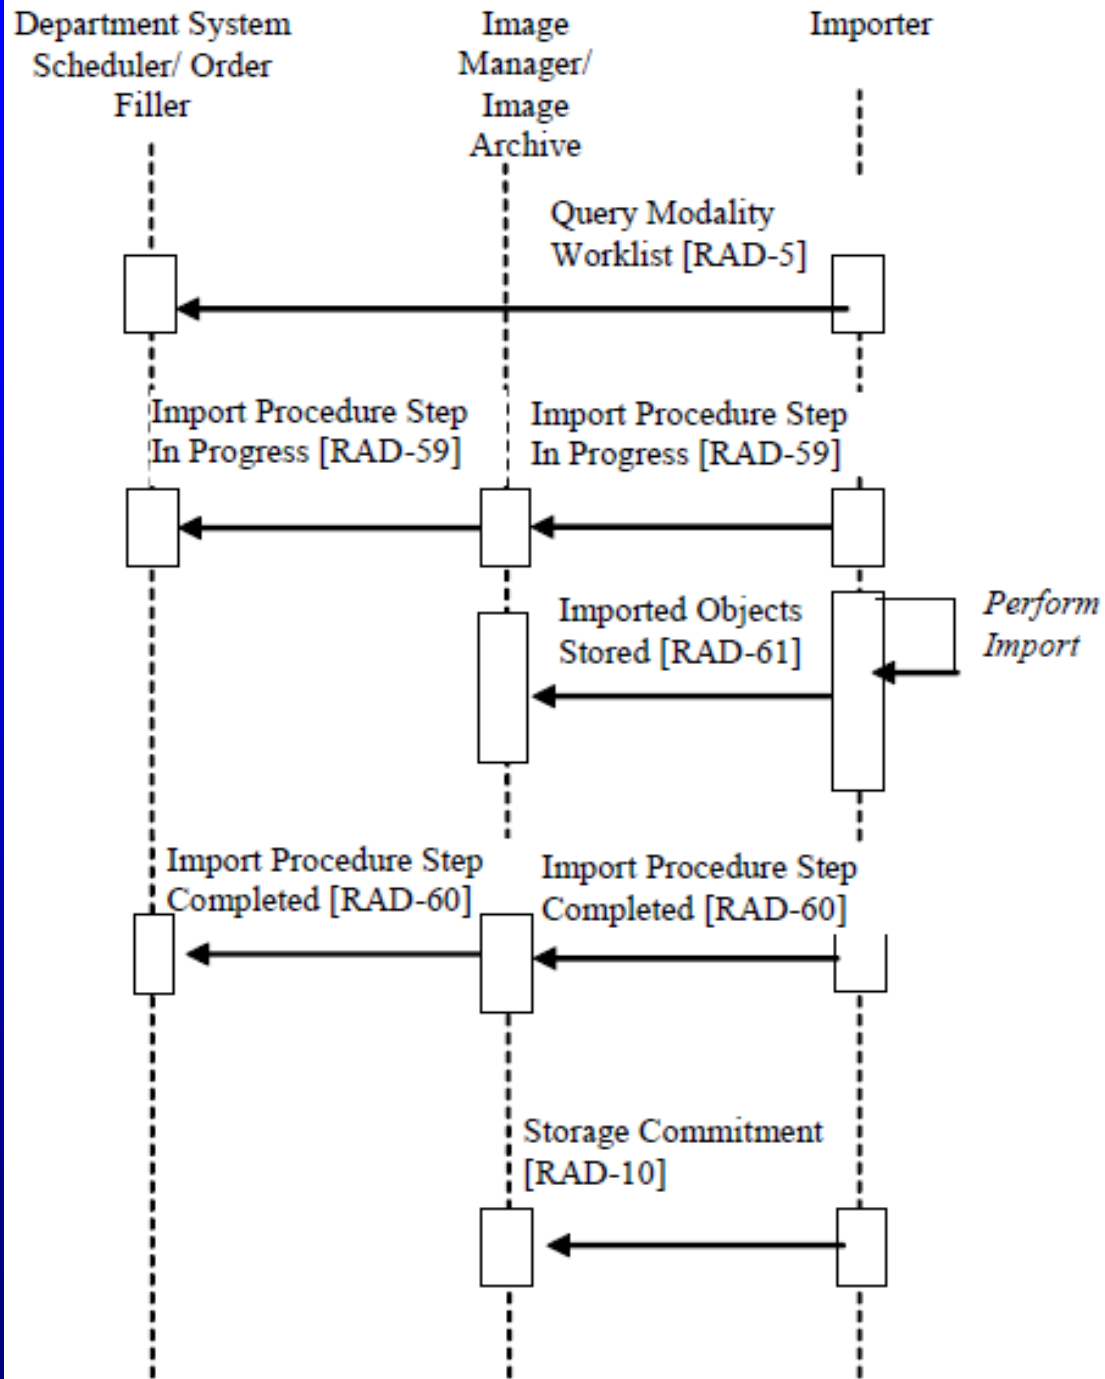 Department System
Scheduler/ Order
Filler
Image
Manager/
Image
Archive
Importer
Query Modality
Worklist [RAD-5]
Import Procedure Step
In Progress [RAD-59]
Import Procedure Step
In Progress [RAD-59]
Imported Objects
Stored [RAD-61]
Perform
Import
Import Procedure Step
Completed [RAD-60]
Import Procedure Step
Completed [RAD-60]
Storage Commitment
[RAD-10]